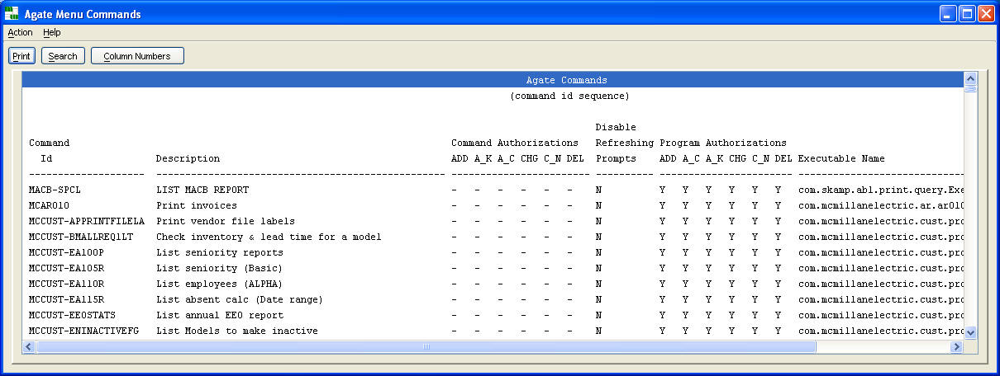 Agate Menu Commands
Action Help
Print Search Column Numbers
Agate Commands
(command id sequence)
Disable
Command Command Authorizations Refreshing Program Authorizations
Id Description ADD A_K A_C CHG C_N DEL Prompts ADD A_C A_K CHG C_N DEL Executable Name
-------------------- -------------------------------------------------- ------------------------ ---------- ----------------------- -----------------------------
MACB-SPCL LIST MACB REPORT - - - - - - N Y Y Y Y Y Y com.skamp.abl.print.query.Exe
MCAR010 Print invoices - - - - - - N Y Y Y Y Y Y com.mcmillanelectric.ar.ar010
MCCUST-APPRINTFILELA Print vendor file labels - - - - - - N Y Y Y Y Y Y com.mcmillanelectric.cust.pro
MCCUST-BMALLREQ1LT Check inventory & lead time for a model - - - - - - N Y Y Y Y Y Y com.mcmillanelectric.cust.pro
MCCUST-EA100P List seniority reports - - - - - - N Y Y Y Y Y Y com.mcmillanelectric.cust.pro
MCCUST-EA105R List seniority (Basic) - - - - - - N Y Y Y Y Y Y com.mcmillanelectric.cust.pro
MCCUST-EA110R List employees (ALPHA) - - - - - - N Y Y Y Y Y Y com.mcmillanelectric.cust.pro
MCCUST-EA115R List absent calc (Date range) - - - - - - N Y Y Y Y Y Y com.mcmillanelectric.cust.pro
MCCUST-EEOSTATS List annual EEO report - - - - - - N Y Y Y Y Y Y com.mcmillanelectric.cust.pro
MCCUST-ENINACTIVEFG List Models to make inactive - - - - - - N Y Y Y Y Y Y com.mcmillanelectric.cust.pro